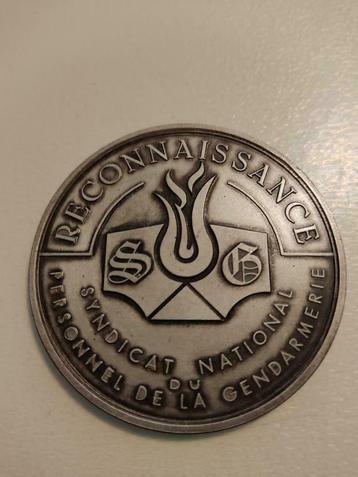 RECONNAISSANCE
S G
SYNDICAT NATIONAL
DU
PERSONNEL DE LA GENDARMERIE